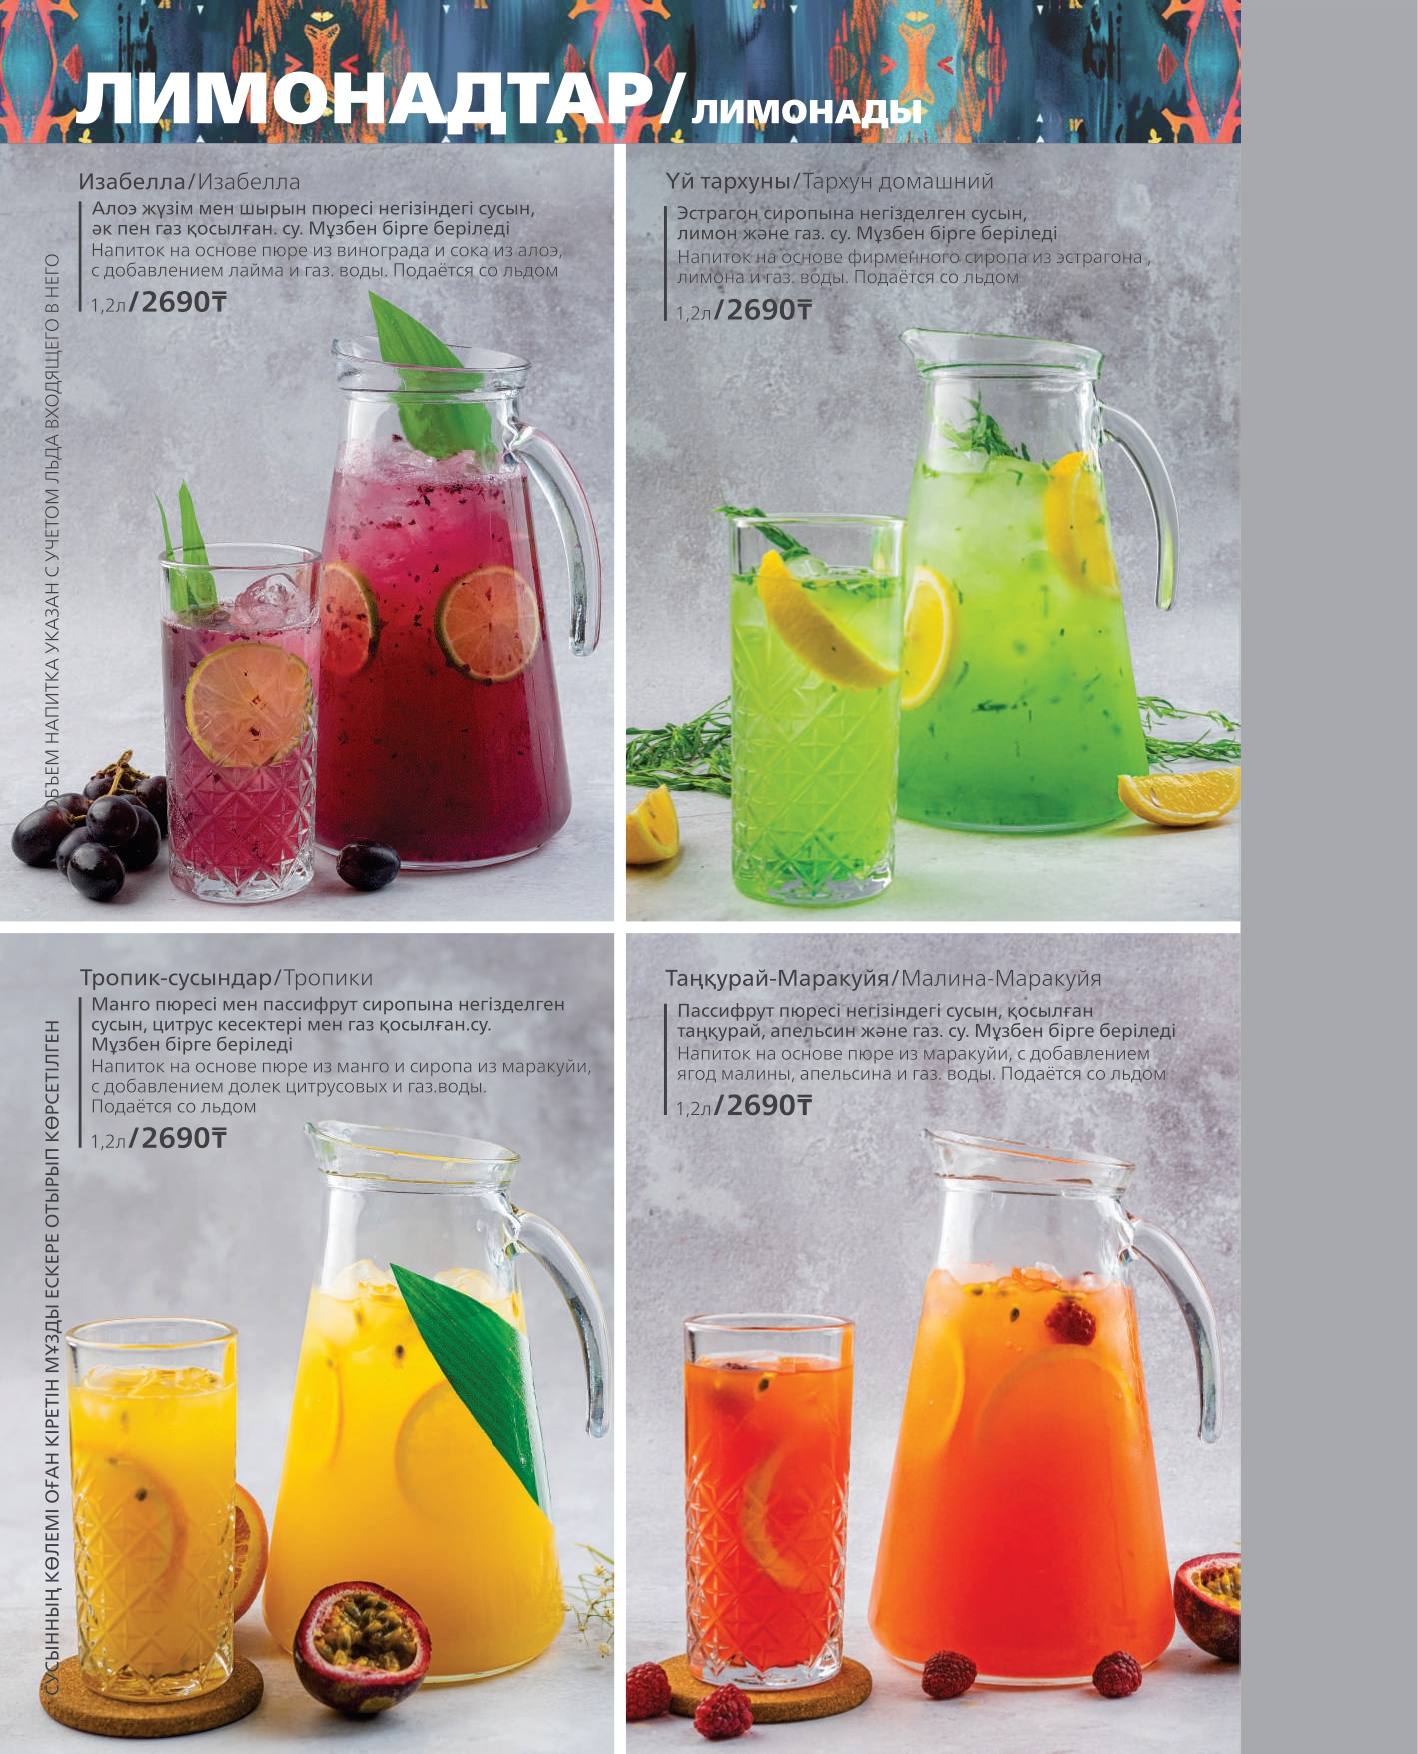 ЛИМОНАДТАР/ЛИМОНАДЫ
Изабелла/Изабелла
Алоэ жүзім мен шырын пюресі негізіндегі сусын,
әк пен газ қосылған. су. Мұзбен бірге беріледі
Напиток на основе пюре из винограда и сока из алоэ,
с добавлением лайма и газ. воды. Подаётся со льдом
1,2л/2690₸
Үй тархуны/Тархун домашний
Эстрагон сиропына негізделген сусын,
лимон және газ. су. Мұзбен бірге беріледі
Напиток на основе фирменного сиропа из эстрагона ,
лимона и газ. воды. Подаётся со льдом
1,2л/2690₸
ОБЪЕМ НАПИТКА УКАЗАН С УЧЕТОМ ЛЬДА ВХОДЯЩЕГО В НЕГО
Тропик-сусындар/Тропики
Манго пюресі мен пассифрут сиропына негізделген
сусын, цитрус кесектері мен газ қосылған.су.
Мұзбен бірге беріледі
Напиток на основе пюре из манго и сиропа из маракуйи,
с добавлением долек цитрусовых и газ.воды.
Подаётся со льдом
1,2л/2690₸
Таңқурай-Маракуйя/Малина-Маракуйя
Пассифрут пюресі негізіндегі сусын, қосылған
таңқурай, апельсин және газ. су. Мұзбен бірге беріледі
Напиток на основе пюре из маракуйи, с добавлением
ягод малины, апельсина и газ. воды. Подаётся со льдом
1,2л/2690₸
СУСЫННЫҢ КӨЛЕМІ ОҒАН КІРЕТІН МҰЗДЫ ЕСКЕРЕ ОТЫРЫП КӨРСЕТІЛГЕН